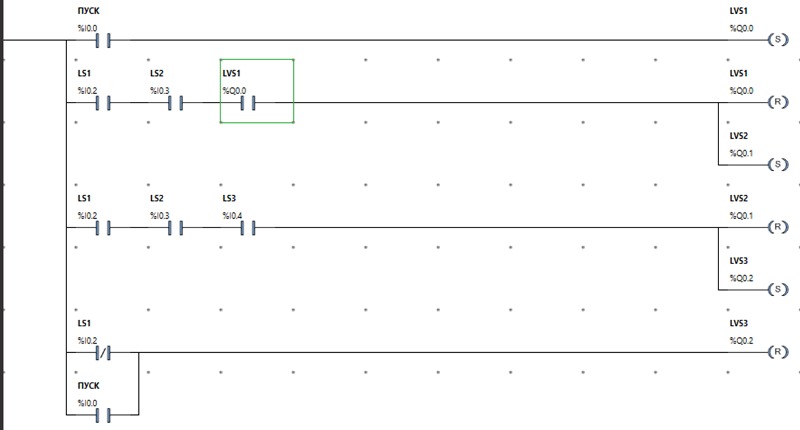 ПУСК LVS1
%I0.0 %Q0.0
S
LS1 LS2 LVS1 LVS1
%I0.2 %I0.3 %Q0.0 %Q0.0
R
LVS2
%Q0.1
S
LS1 LS2 LS3 LVS2
%I0.2 %I0.3 %I0.4 %Q0.1
R
LVS3
%Q0.2
S
LS1 LVS3
%I0.2 %Q0.2
R
ПУСК
%I0.0